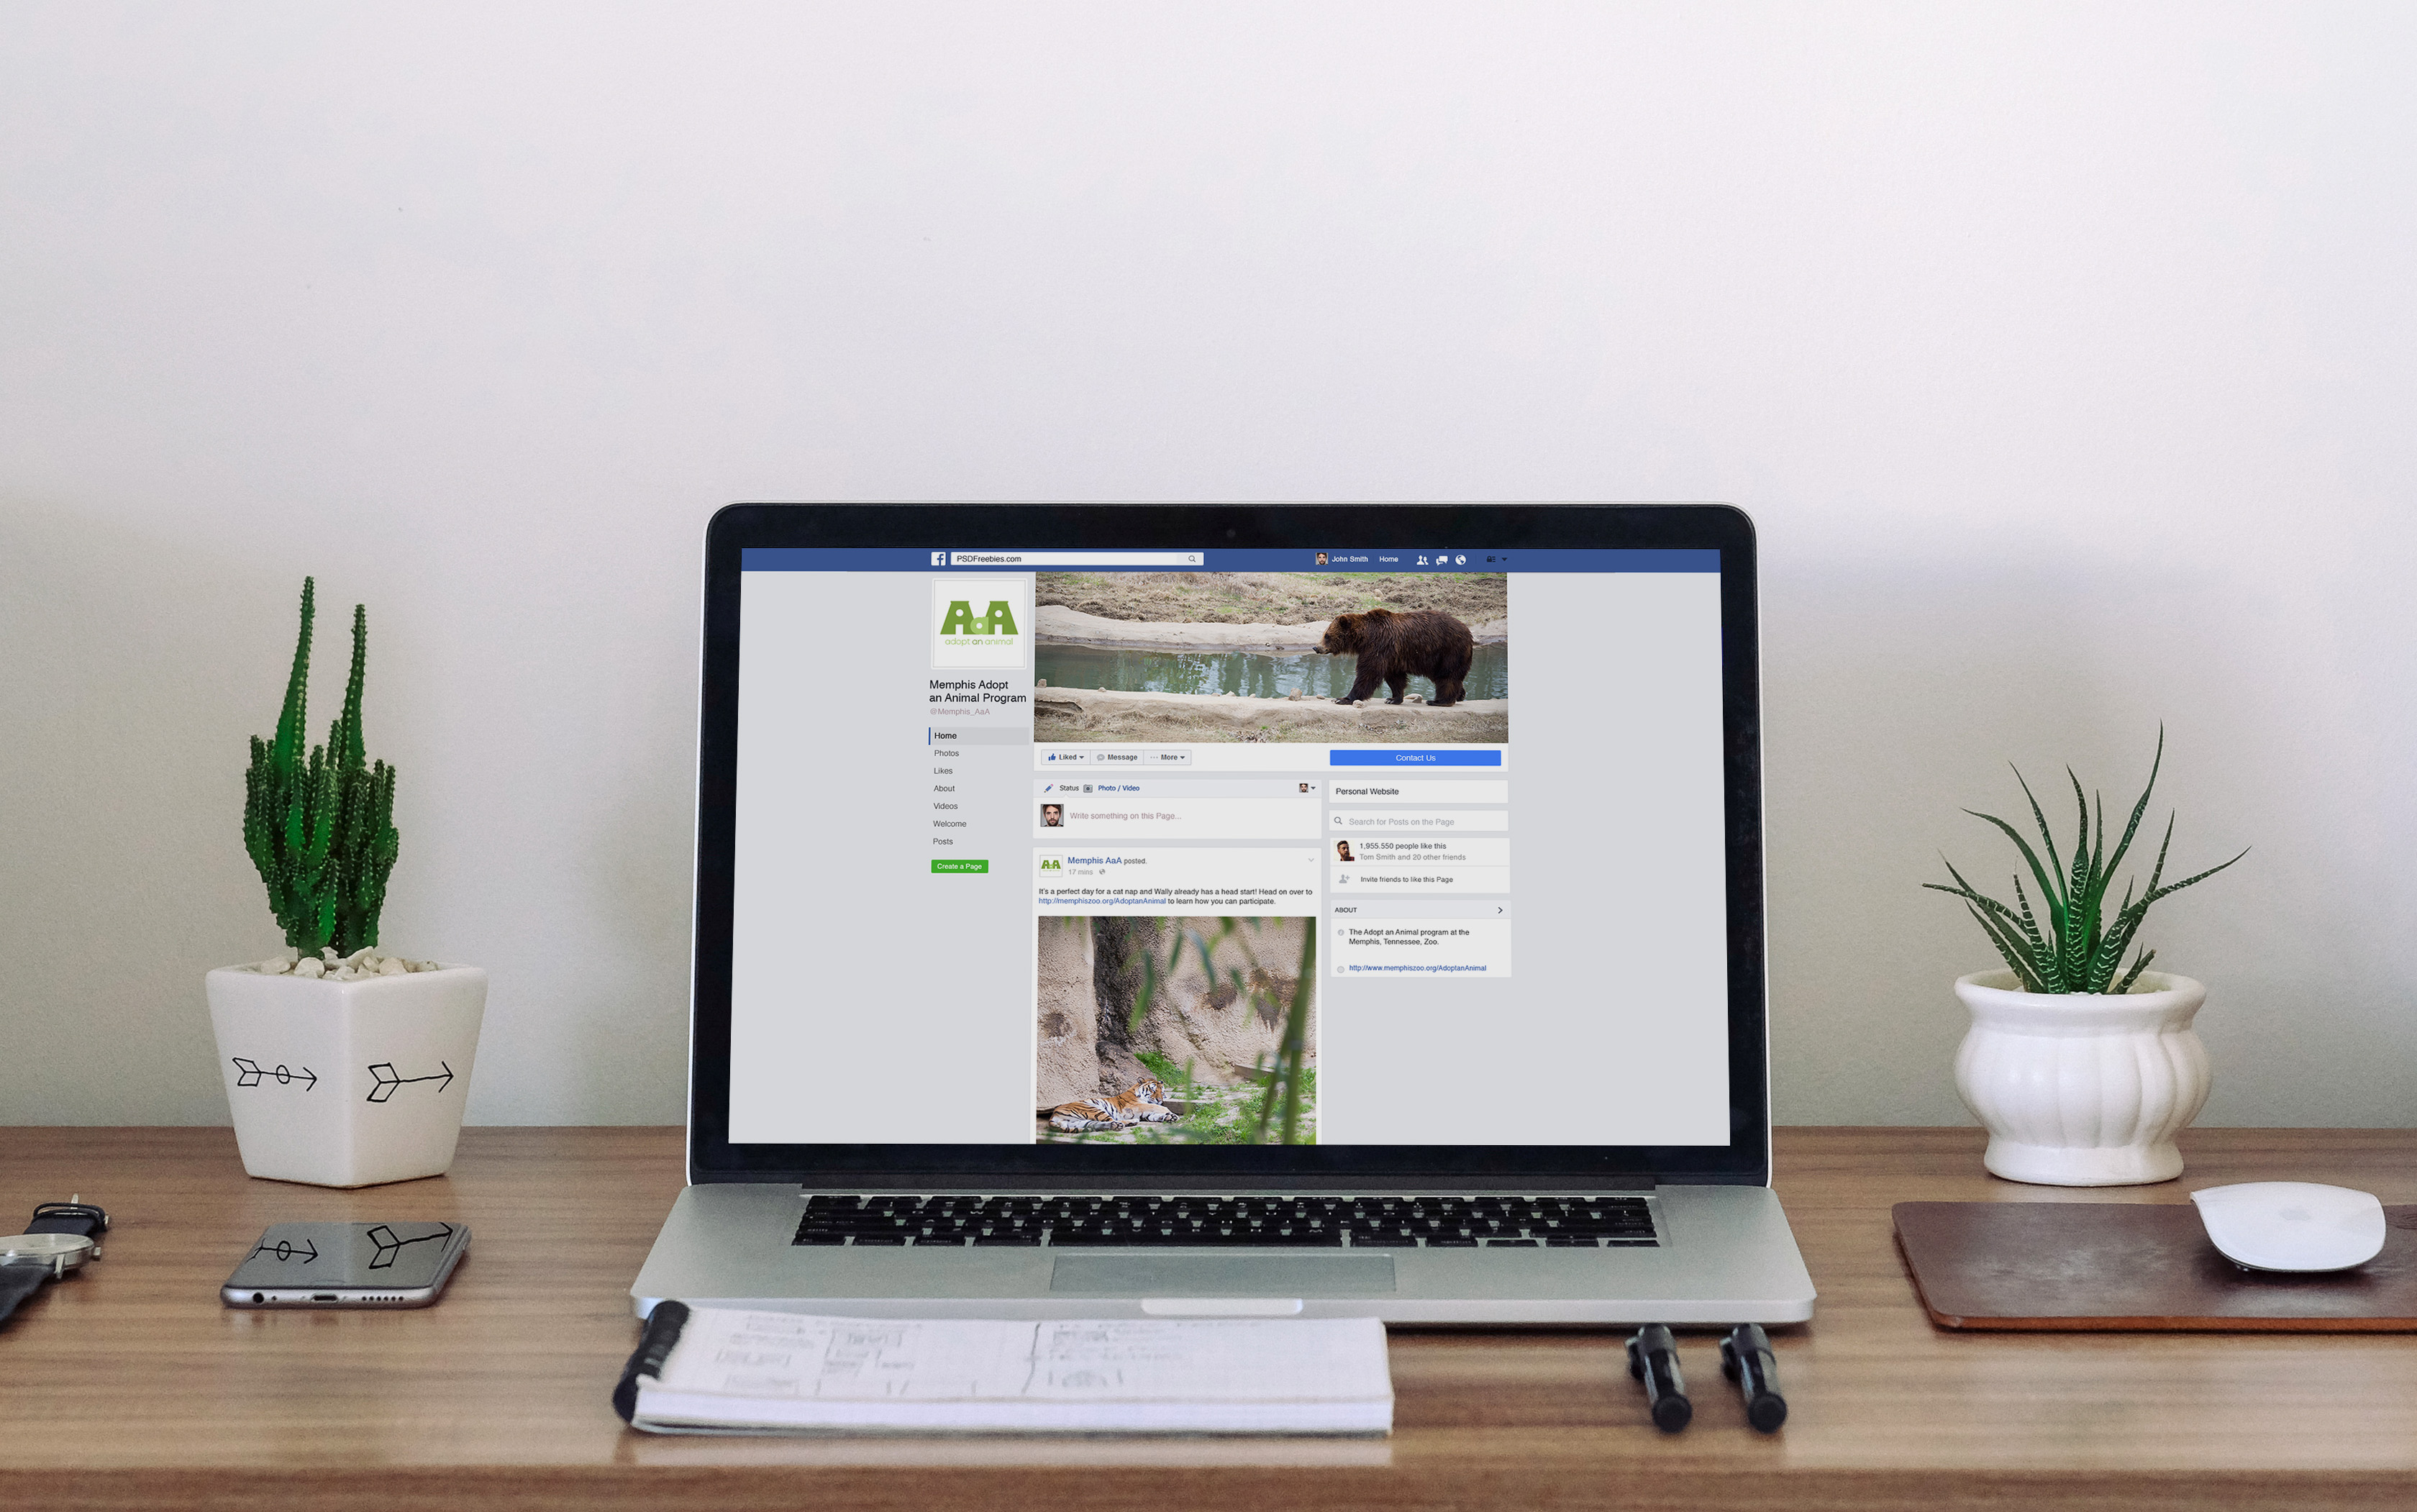 PSDFreebies.com
John Smith Home
AaA
adopt an animal
Memphis Adopt
an Animal Program
@Memphis_AaA
Home
Photos
Likes
About
Videos
Welcome
Posts
Create a Page
Liked Message ··· More
Contact Us
Status Photo / Video
Write something on this Page...
AaA
Memphis AaA posted.
17 mins
It's a perfect day for a cat nap and Wally already has a head start! Head on over to
http://memphiszoo.org/AdoptanAnimal to learn how you can participate.
Personal Website
Search for Posts on the Page
1,955.550 people like this
Tom Smith and 20 other friends
Invite friends to like this Page
ABOUT
The Adopt an Animal program at the
Memphis, Tennessee, Zoo.
http://www.memphiszoo.org/AdoptanAnimal